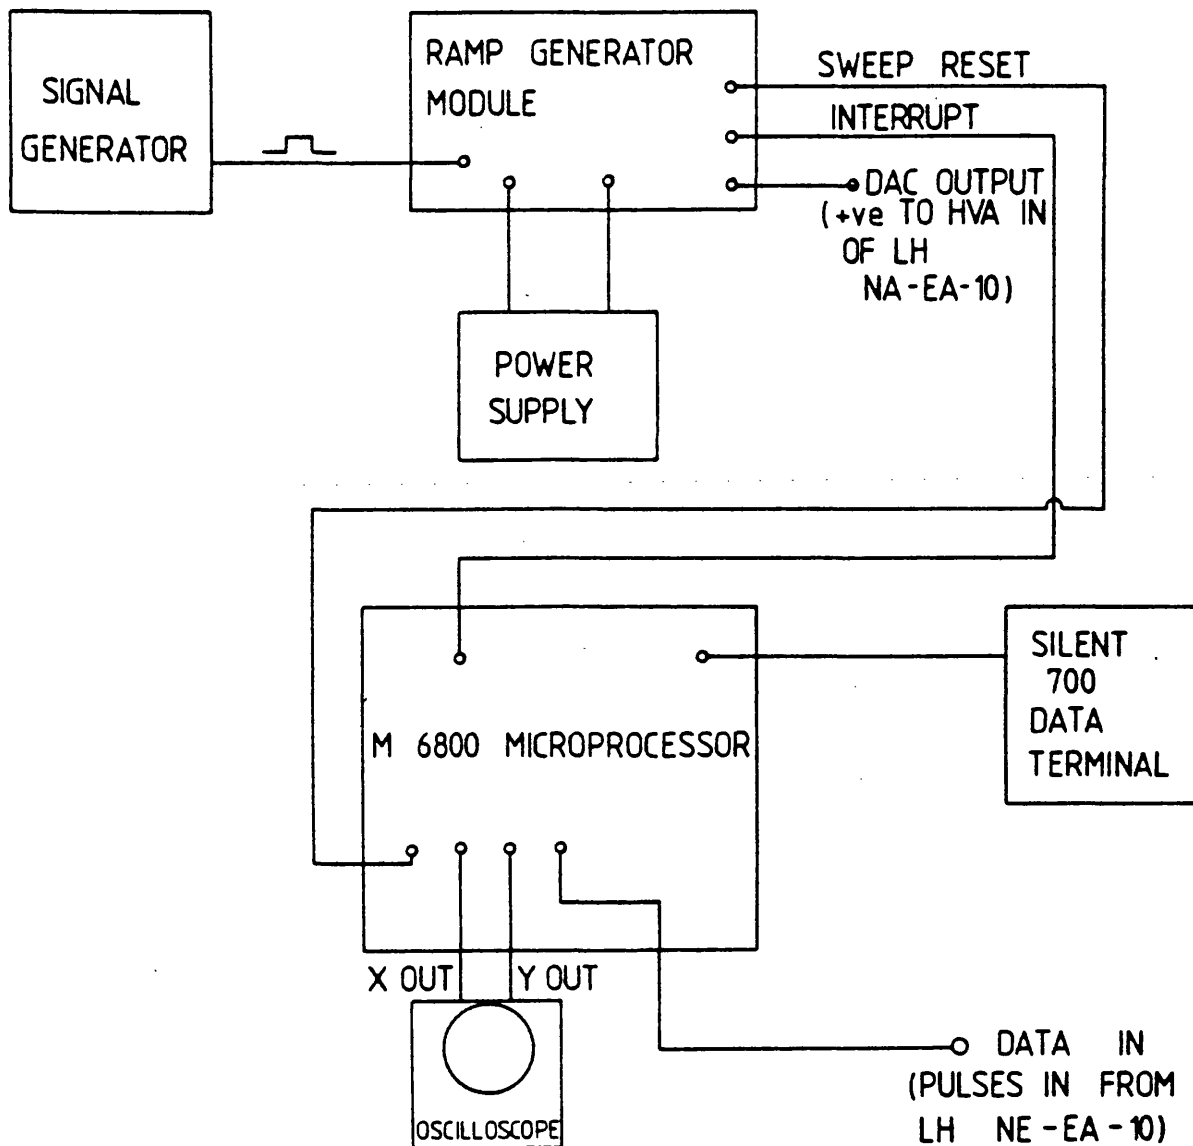 SIGNAL
GENERATOR
RAMP GENERATOR
MODULE
SWEEP RESET
INTERRUPT
DAC OUTPUT
(+ve TO HVA IN
OF LH
NA-EA-10)
POWER
SUPPLY
M 6800 MICROPROCESSOR
SILENT
700
DATA
TERMINAL
X OUT
Y OUT
OSCILLOSCOPE
DATA IN
(PULSES IN FROM
LH NE-EA-10)